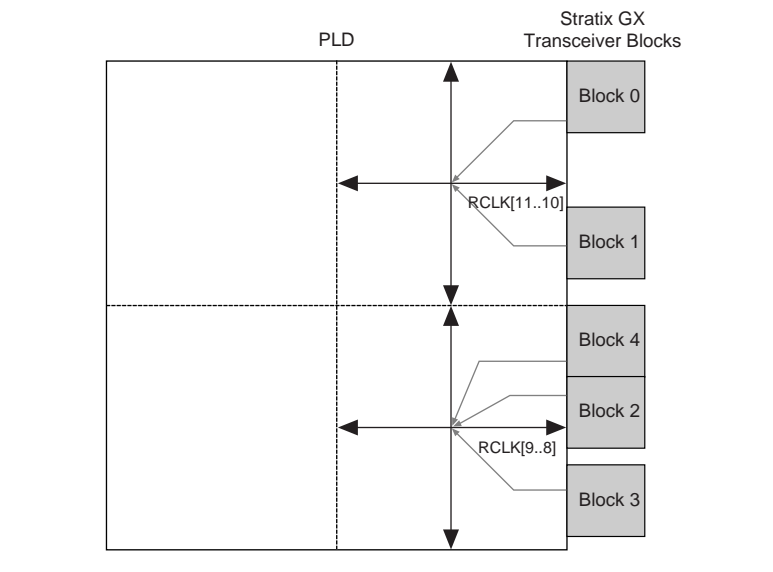 Stratix GX
PLD
Transceiver Blocks
Block 0
RCLK[11..10]
Block 1
Block 4
Block 2
RCLK[9..8]
Block 3